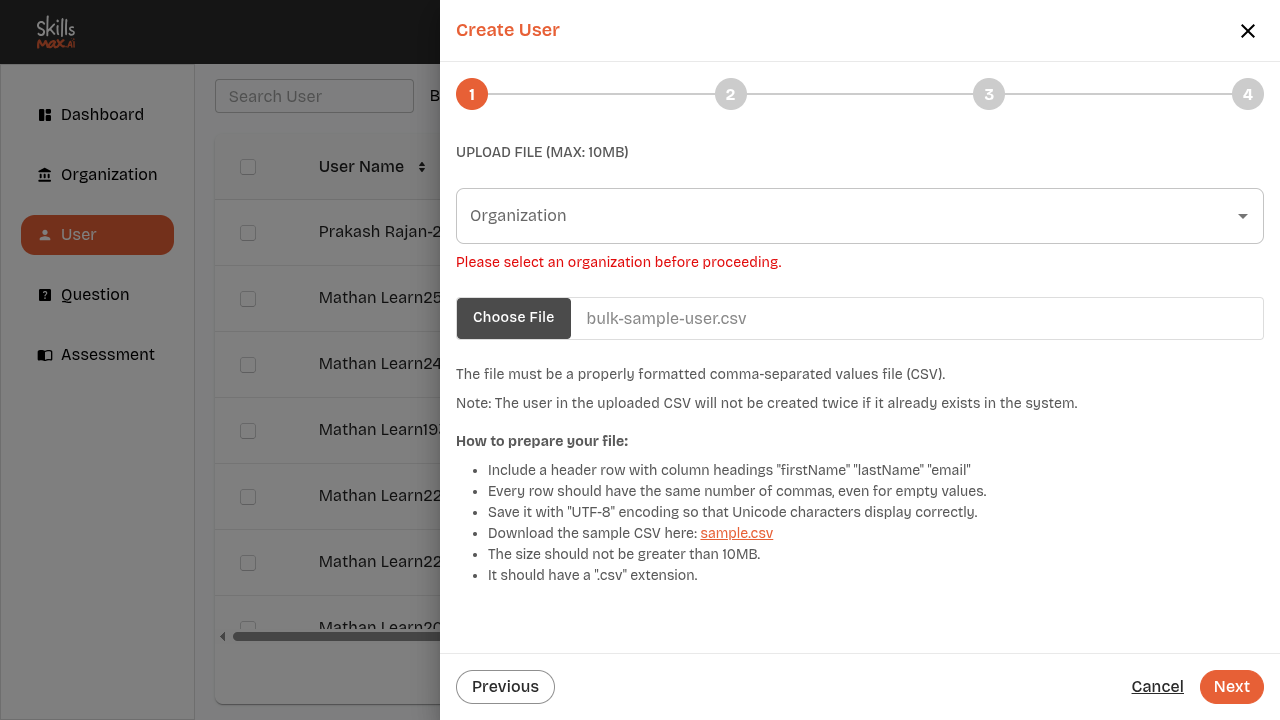 Skills
Max.Ai
Dashboard
Organization
User
Question
Assessment
Search User
B
User Name
Prakash Rajan-2
Mathan Learn25
Mathan Learn24
Mathan Learn193
Mathan Learn22
Mathan Learn22
Mathan Learn20
Create User
1
2
3
4
UPLOAD FILE (MAX: 10MB)
Organization
Please select an organization before proceeding.
Choose File
bulk-sample-user.csv
The file must be a properly formatted comma-separated values file (CSV).
Note: The user in the uploaded CSV will not be created twice if it already exists in the system.
How to prepare your file:
• Include a header row with column headings "firstName" "lastName" "email"
• Every row should have the same number of commas, even for empty values.
• Save it with "UTF-8" encoding so that Unicode characters display correctly.
• Download the sample CSV here: sample.csv
• The size should not be greater than 10MB.
• It should have a ".csv" extension.
Previous
Cancel
Next